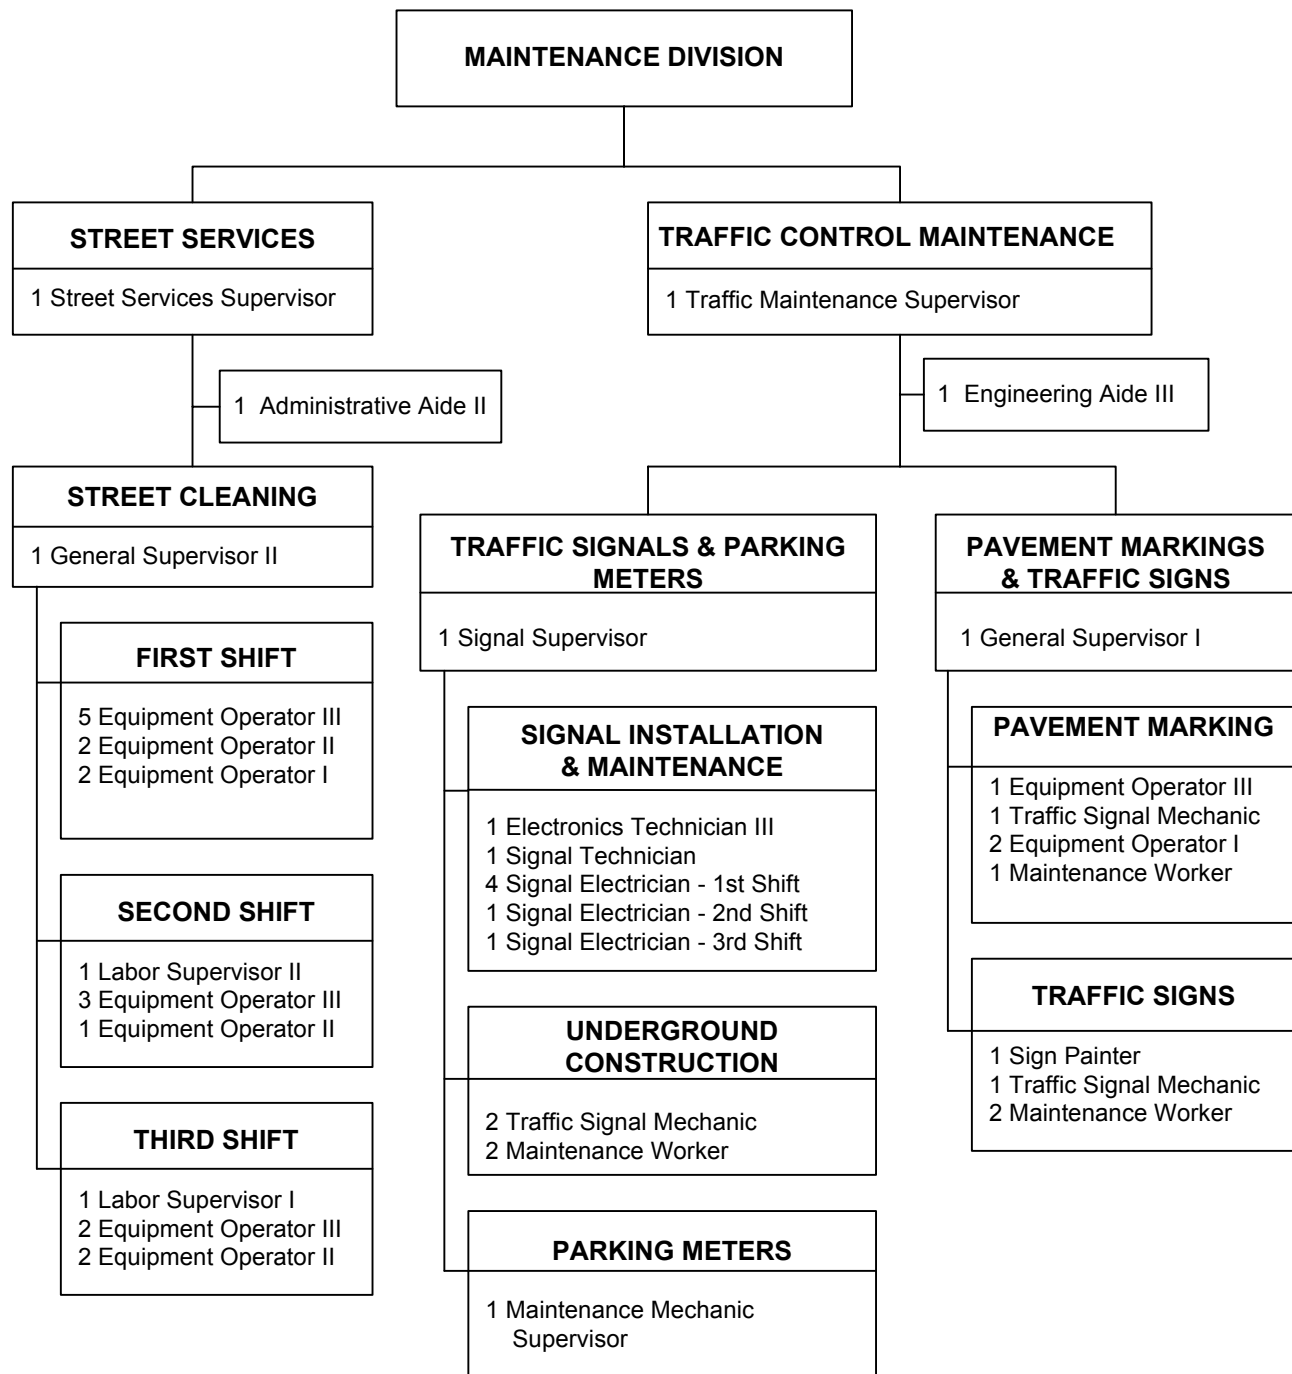 MAINTENANCE DIVISION
STREET SERVICES
1 Street Services Supervisor
1 Administrative Aide II
STREET CLEANING
1 General Supervisor II
FIRST SHIFT
5 Equipment Operator III
2 Equipment Operator II
2 Equipment Operator I
SECOND SHIFT
1 Labor Supervisor II
3 Equipment Operator III
1 Equipment Operator II
THIRD SHIFT
1 Labor Supervisor I
2 Equipment Operator III
2 Equipment Operator II
TRAFFIC CONTROL MAINTENANCE
1 Traffic Maintenance Supervisor
1 Engineering Aide III
TRAFFIC SIGNALS & PARKING
METERS
1 Signal Supervisor
SIGNAL INSTALLATION
& MAINTENANCE
1 Electronics Technician III
1 Signal Technician
4 Signal Electrician - 1st Shift
1 Signal Electrician - 2nd Shift
1 Signal Electrician - 3rd Shift
UNDERGROUND
CONSTRUCTION
2 Traffic Signal Mechanic
2 Maintenance Worker
PARKING METERS
1 Maintenance Mechanic
Supervisor
PAVEMENT MARKINGS
& TRAFFIC SIGNS
1 General Supervisor I
PAVEMENT MARKING
1 Equipment Operator III
1 Traffic Signal Mechanic
2 Equipment Operator I
1 Maintenance Worker
TRAFFIC SIGNS
1 Sign Painter
1 Traffic Signal Mechanic
2 Maintenance Worker